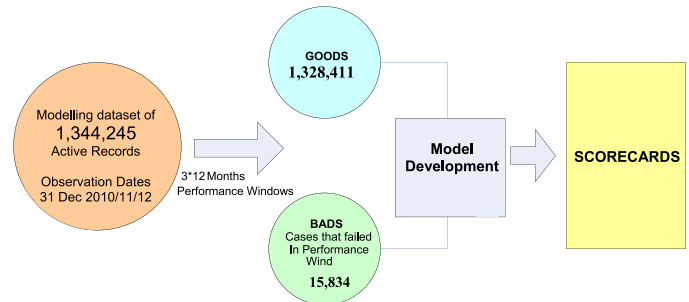 Modelling dataset of
1,344,245
Active Records
Observation Dates
31 Dec 2010/11/12
3*12 Months
Performance Windows
GOODS
1,328,411
BADS
Cases that failed
In Performance
Wind
15,834
Model
Development
SCORECARDS